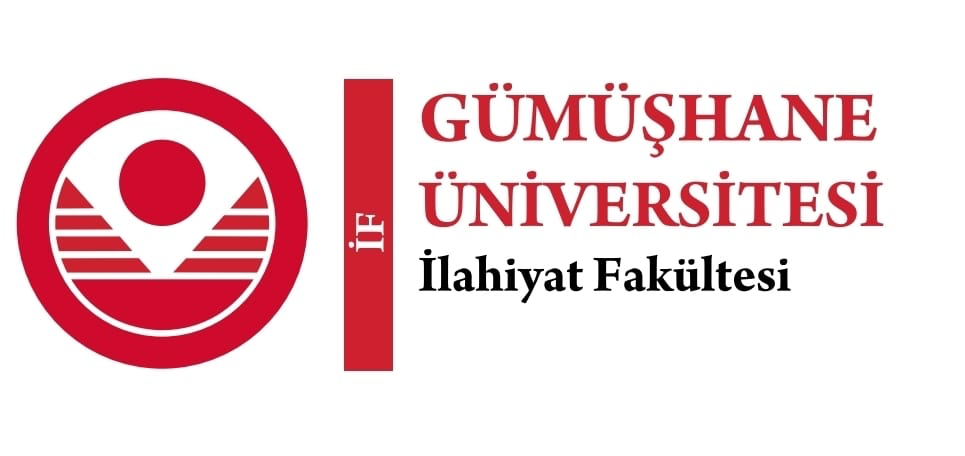 İF
GÜMÜŞHANE
ÜNİVERSİTESİ
İlahiyat Fakültesi